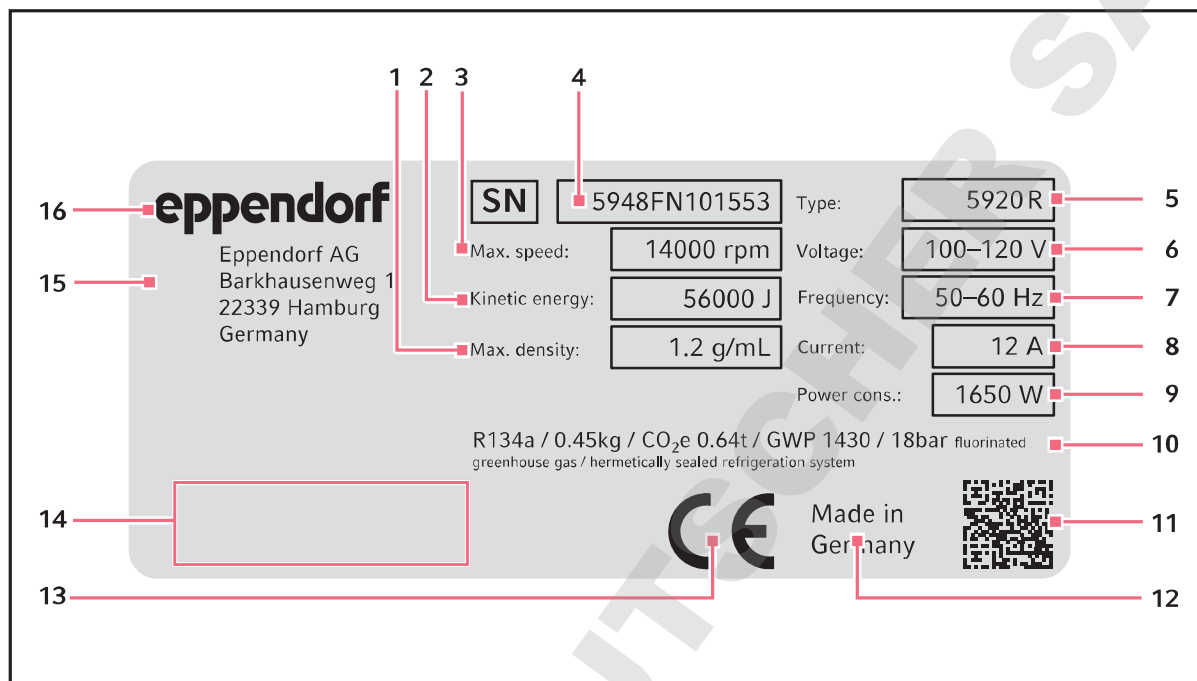 1 2 3 4
16 eppendorf SN 5948FN101553 Type: 5920 R 5
Eppendorf AG
Barkhausenweg 1
22339 Hamburg
Germany
15
3 Max. speed: 14000 rpm Voltage: 100–120 V 6
Kinetic energy: 56000 J Frequency: 50–60 Hz 7
Max. density: 1.2 g/mL Current: 12 A 8
Power cons.: 1650 W 9
R134a / 0.45kg / CO₂e 0.64t / GWP 1430 / 18bar fluorinated 10
greenhouse gas / hermetically sealed refrigeration system
14
CE
Made in
Germany
11
13
12